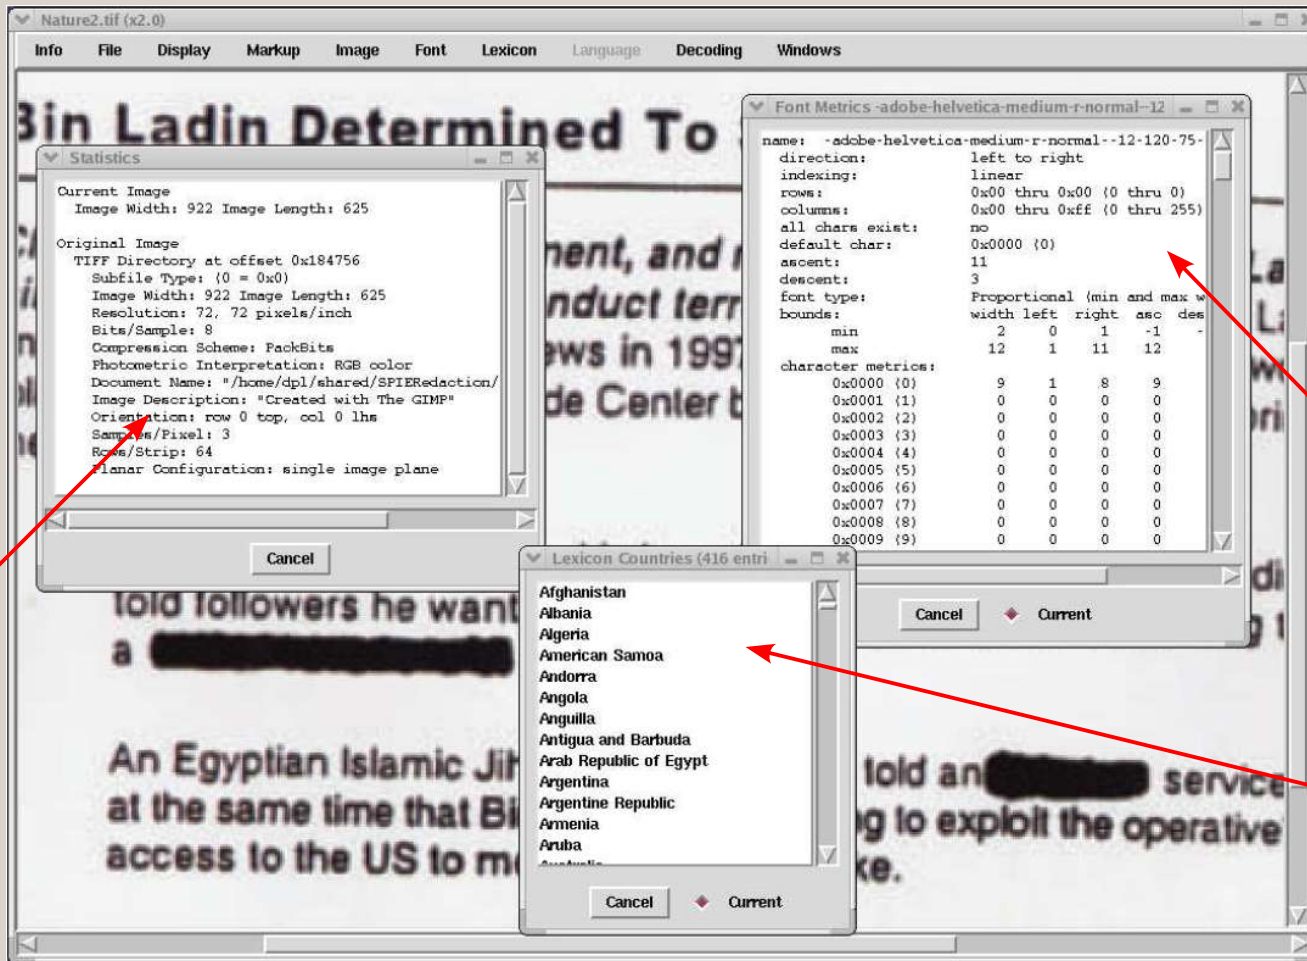 Nature2.tif (x2.0)
Info File Display Markup Image Font Lexicon Language Decoding Windows
Bin Ladin Determined To
Statistics
Current Image
Image Width: 922 Image Length: 625
Original Image
TIFF Directory at offset 0x184756
Subfile Type: (0 = 0x0)
Image Width: 922 Image Length: 625
Resolution: 72, 72 pixels/inch
Bits/Sample: 8
Compression Scheme: PackBits
Photometric Interpretation: RGB color
Document Name: "/home/dpl/shared/SPIERedaction/
Image Description: "Created with The GIMP"
Orientation: row 0 top, col 0 lhs
Samples/Pixel: 3
Rows/Strip: 64
Planar Configuration: single image plane
Cancel
Font Metrics -adobe-helvetica-medium-r-normal--12
name: -adobe-helvetica-medium-r-normal--12-120-75-
direction: left to right
indexing: linear
rows: 0x00 thru 0x00 (0 thru 0)
columns: 0x00 thru 0xff (0 thru 255)
all chars exist: no
default char: 0x0000 (0)
ascent: 11
descent: 3
font type: Proportional (min and max w
bounds: width left right asc des
min 2 0 1 -1 -
max 12 1 11 12
character metrics:
0x0000 (0) 9 1 8 9
0x0001 (1) 0 0 0 0
0x0002 (2) 0 0 0 0
0x0003 (3) 0 0 0 0
0x0004 (4) 0 0 0 0
0x0005 (5) 0 0 0 0
0x0006 (6) 0 0 0 0
0x0007 (7) 0 0 0 0
0x0008 (8) 0 0 0 0
0x0009 (9) 0 0 0 0
Cancel Current
ment, and
nduct terr
ews in 1997
de Center b
Lexicon Countries (416 entri
Afghanistan
Albania
Algeria
American Samoa
Andorra
Angola
Anguilla
Antigua and Barbuda
Arab Republic of Egypt
Argentina
Argentine Republic
Armenia
Aruba
Cancel Current
told followers he want
a
An Egyptian Islamic Jih told an service
at the same time that Bi g to exploit the operative'
access to the US to m ke.